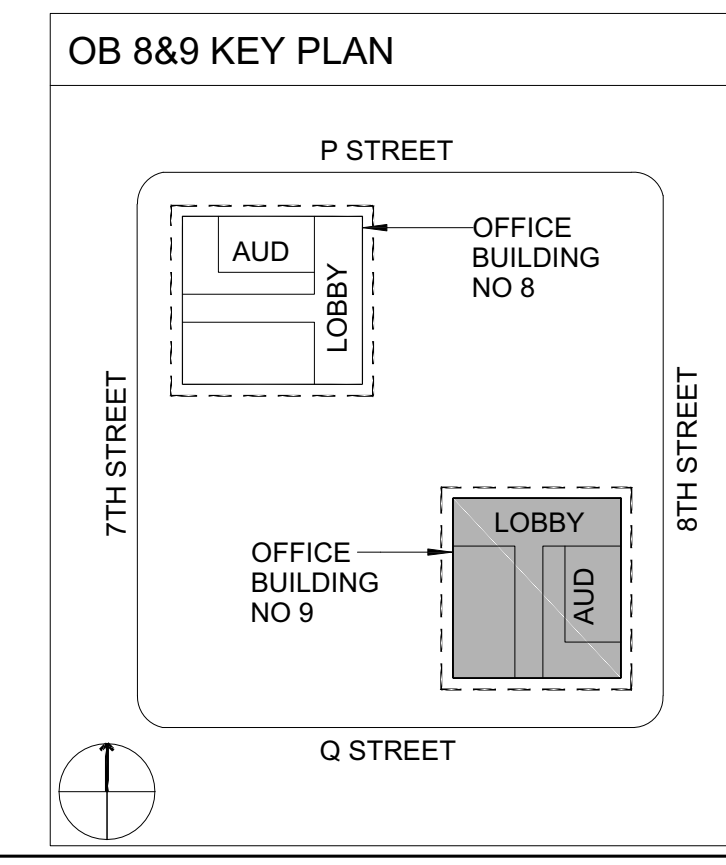 OB 8&9 KEY PLAN
P STREET
AUD
LOBBY
OFFICE
BUILDING
NO 8
7TH STREET
8TH STREET
LOBBY
AUD
OFFICE
BUILDING
NO 9
Q STREET